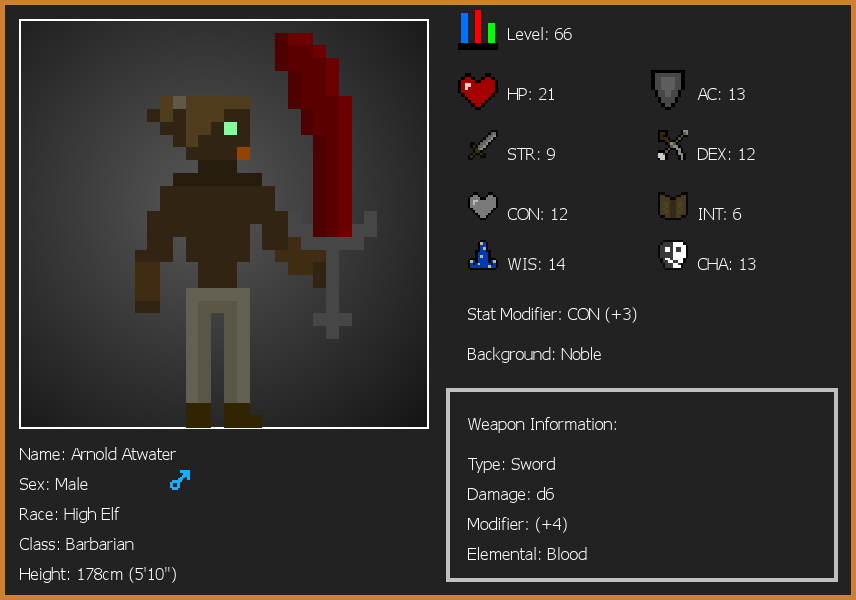 Level: 66
HP: 21
AC: 13
STR: 9
DEX: 12
CON: 12
INT: 6
WIS: 14
CHA: 13
Stat Modifier: CON (+3)
Background: Noble
Weapon Information:
Type: Sword
Damage: d6
Modifier: (+4)
Elemental: Blood
Name: Arnold Atwater
Sex: Male
Race: High Elf
Class: Barbarian
Height: 178cm (5'10")